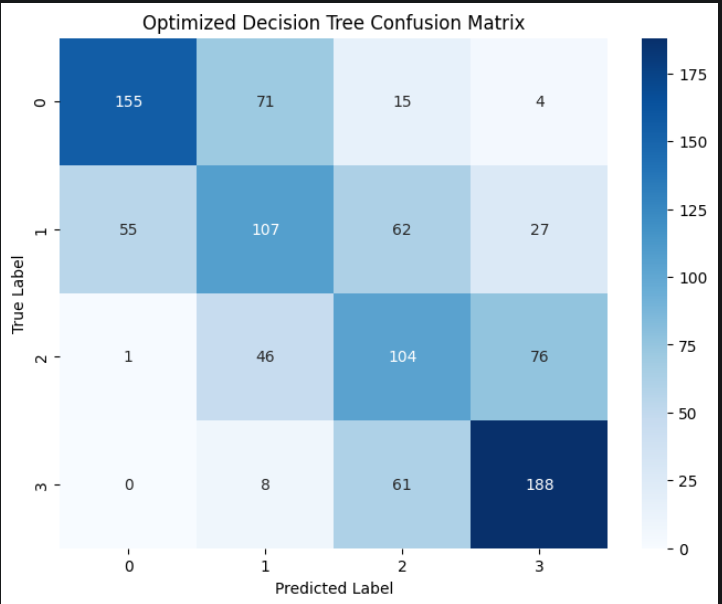 Optimized Decision Tree Confusion Matrix
0 155 71 15 4
1 55 107 62 27
2 1 46 104 76
3 0 8 61 188
0 1 2 3
True Label
Predicted Label
175
150
125
100
75
50
25
0